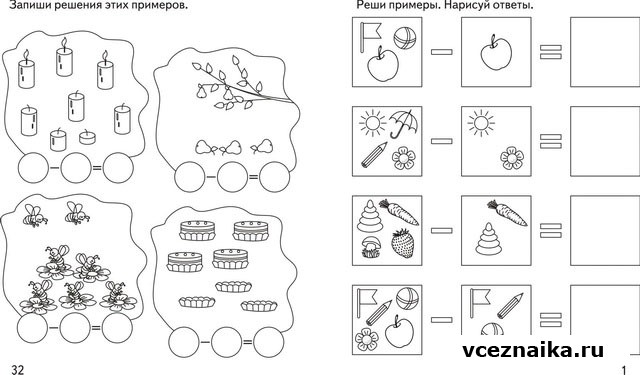 Запиши решения этих примеров.
Реши примеры. Нарисуй ответы.
32
vceznaika.ru
1